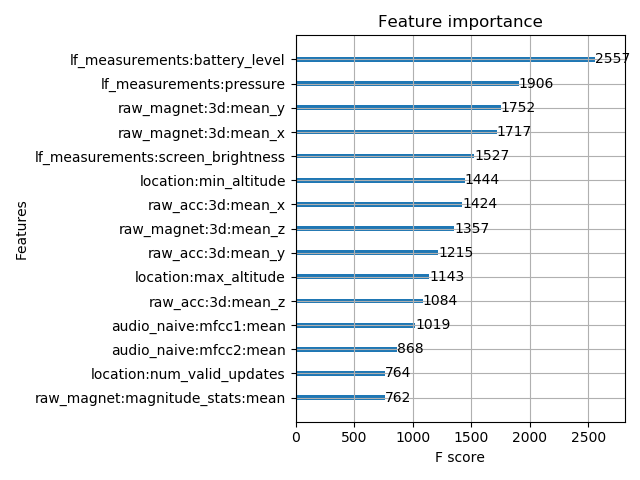 Feature importance
lf_measurements:battery_level 2557
lf_measurements:pressure 1906
raw_magnet:3d:mean_y 1752
raw_magnet:3d:mean_x 1717
lf_measurements:screen_brightness 1527
location:min_altitude 1444
raw_acc:3d:mean_x 1424
raw_magnet:3d:mean_z 1357
raw_acc:3d:mean_y 1215
location:max_altitude 1143
raw_acc:3d:mean_z 1084
audio_naive:mfcc1:mean 1019
audio_naive:mfcc2:mean 868
location:num_valid_updates 764
raw_magnet:magnitude_stats:mean 762
Features
0 500 1000 1500 2000 2500
F score